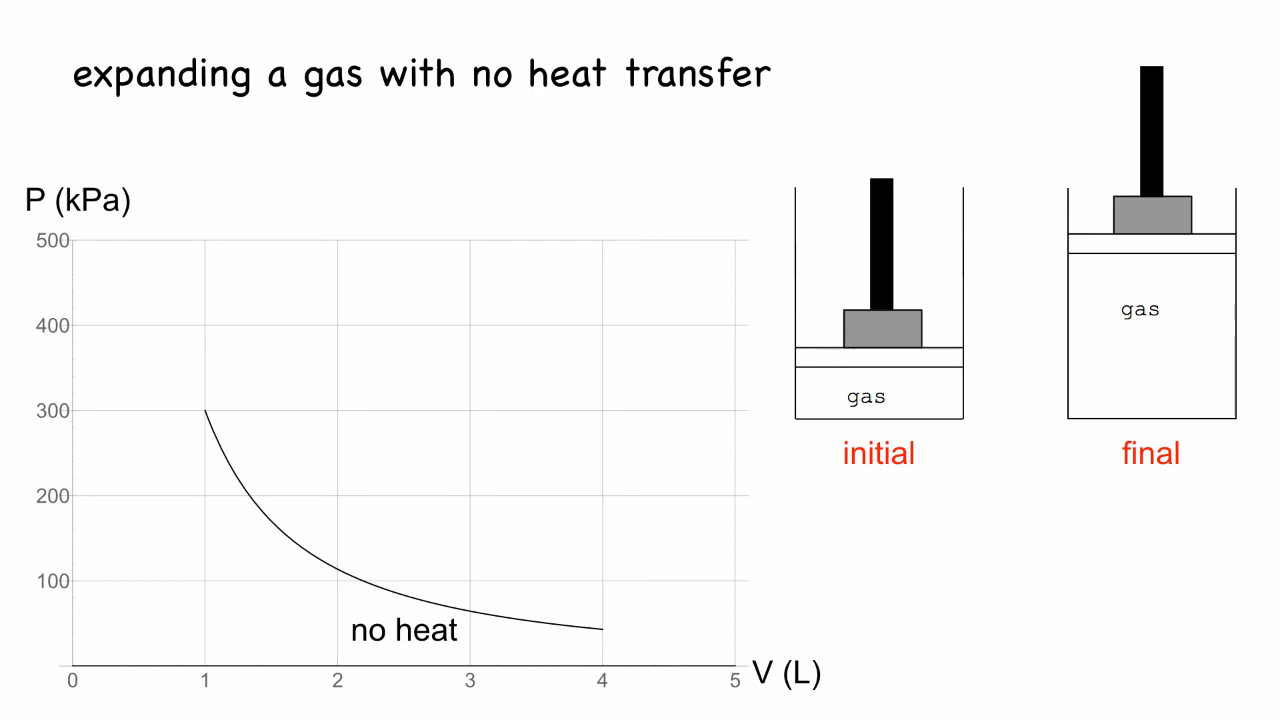 expanding a gas with no heat transfer
P (kPa)
500
400
300
200
100
0 1 2 3 4 5
V (L)
no heat
gas
initial
gas
final